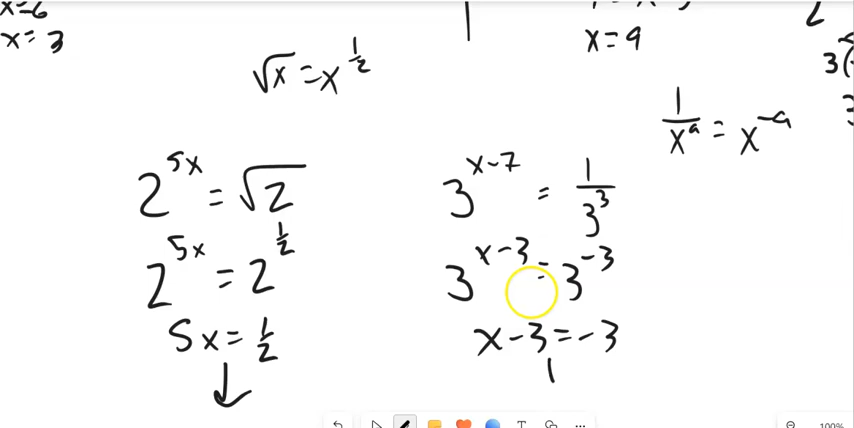 x=6
x=3
x=9
√x = x^½
1/x^a = x^-a
2^5x = √2
2^5x = 2^½
5x = ½
3^x-7 = 1/3^3
3^x-3 = 3^-3
x-3 = -3
100%